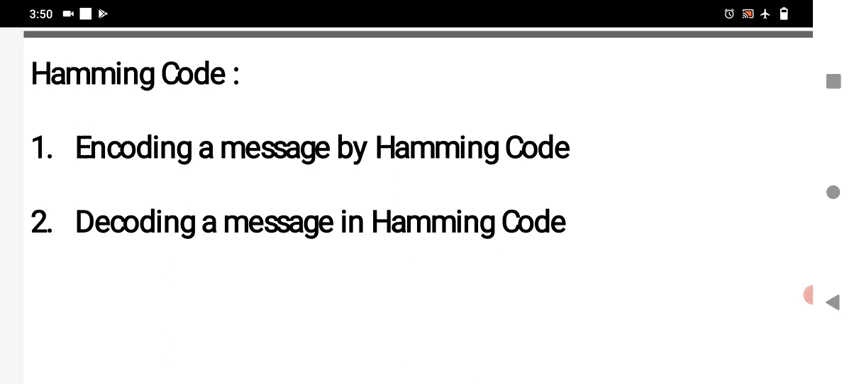 3:50
Hamming Code :
1. Encoding a message by Hamming Code
2. Decoding a message in Hamming Code